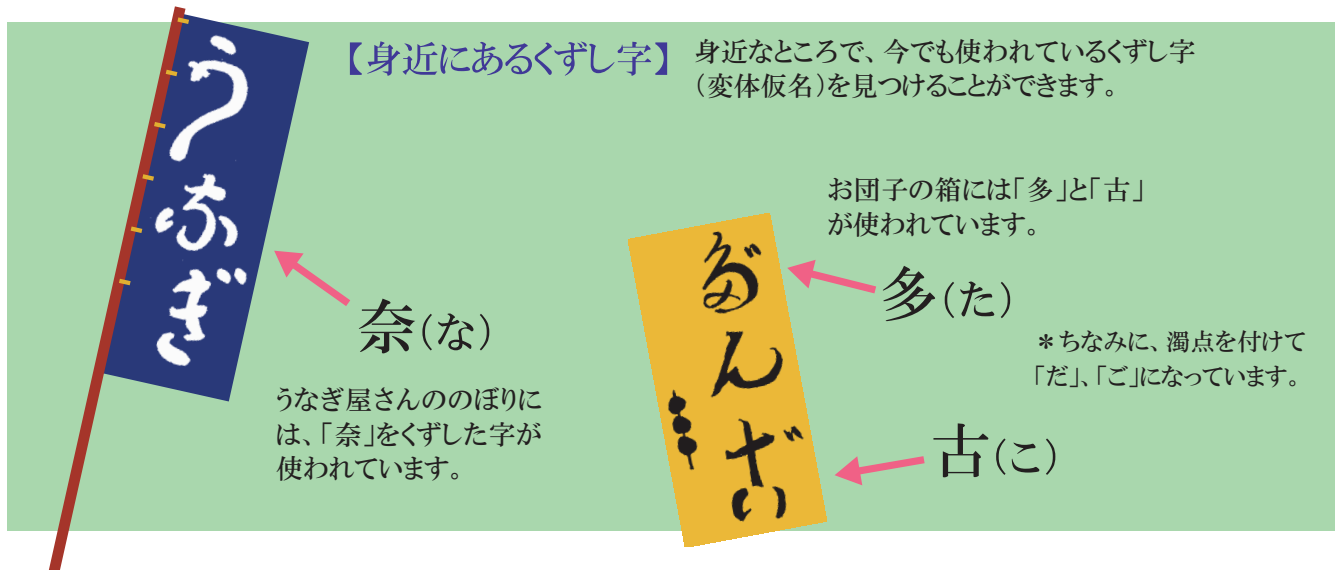 うなぎ
【身近にあるくずし字】
身近なところで、今でも使われているくずし字
（変体仮名）を見つけることができます。
奈（な）
うなぎ屋さんののぼりに
は、「奈」をくずした字が
使われています。
お団子の箱には「多」と「古」
が使われています。
だんご
多（た）
＊ちなみに、濁点を付けて
「だ」、「ご」になっています。
古（こ）